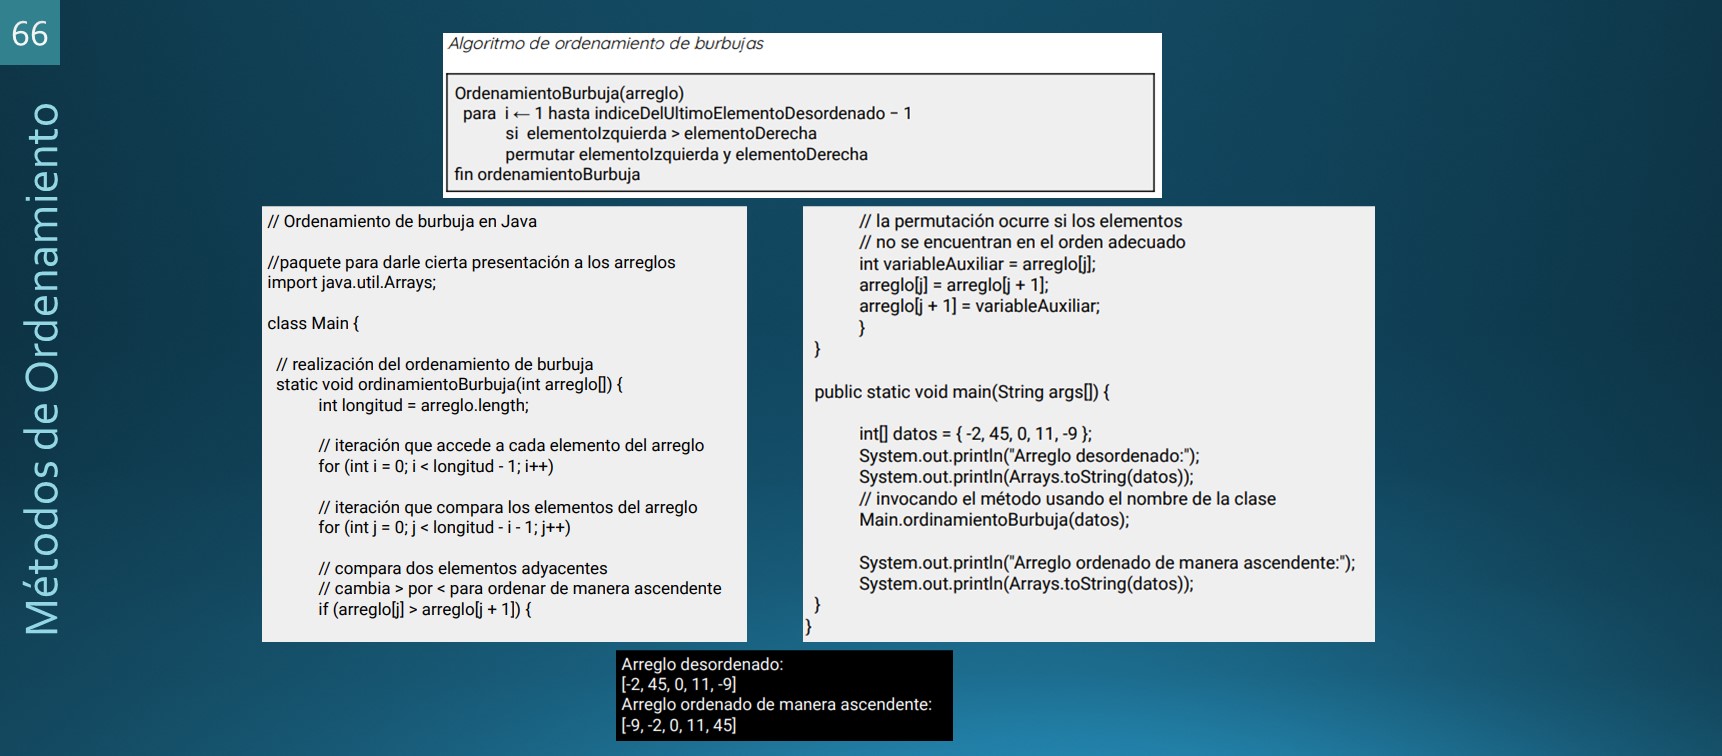 66
Métodos de Ordenamiento
Algoritmo de ordenamiento de burbujas
OrdenamientoBurbuja(arreglo)
para i ← 1 hasta indiceDelUltimoElementoDesordenado - 1
si elementoIzquierda > elementoDerecha
permutar elementoIzquierda y elementoDerecha
fin ordenamientoBurbuja
// Ordenamiento de burbuja en Java
//paquete para darle cierta presentación a los arreglos
import java.util.Arrays;
class Main {
// realización del ordenamiento de burbuja
static void ordinamientoBurbuja(int arreglo[]) {
int longitud = arreglo.length;
// iteración que accede a cada elemento del arreglo
for (int i = 0; i < longitud - 1; i++)
// iteración que compara los elementos del arreglo
for (int j = 0; j < longitud - i - 1; j++)
// compara dos elementos adyacentes
// cambia > por < para ordenar de manera ascendente
if (arreglo[j] > arreglo[j + 1]) {
// la permutación ocurre si los elementos
// no se encuentran en el orden adecuado
int variableAuxiliar = arreglo[j];
arreglo[j] = arreglo[j + 1];
arreglo[j + 1] = variableAuxiliar;
}
}
public static void main(String args[]) {
int[] datos = { -2, 45, 0, 11, -9 };
System.out.println("Arreglo desordenado:");
System.out.println(Arrays.toString(datos));
// invocando el método usando el nombre de la clase
Main.ordinamientoBurbuja(datos);
System.out.println("Arreglo ordenado de manera ascendente:");
System.out.println(Arrays.toString(datos));
}
}
Arreglo desordenado:
[-2, 45, 0, 11, -9]
Arreglo ordenado de manera ascendente:
[-9, -2, 0, 11, 45]